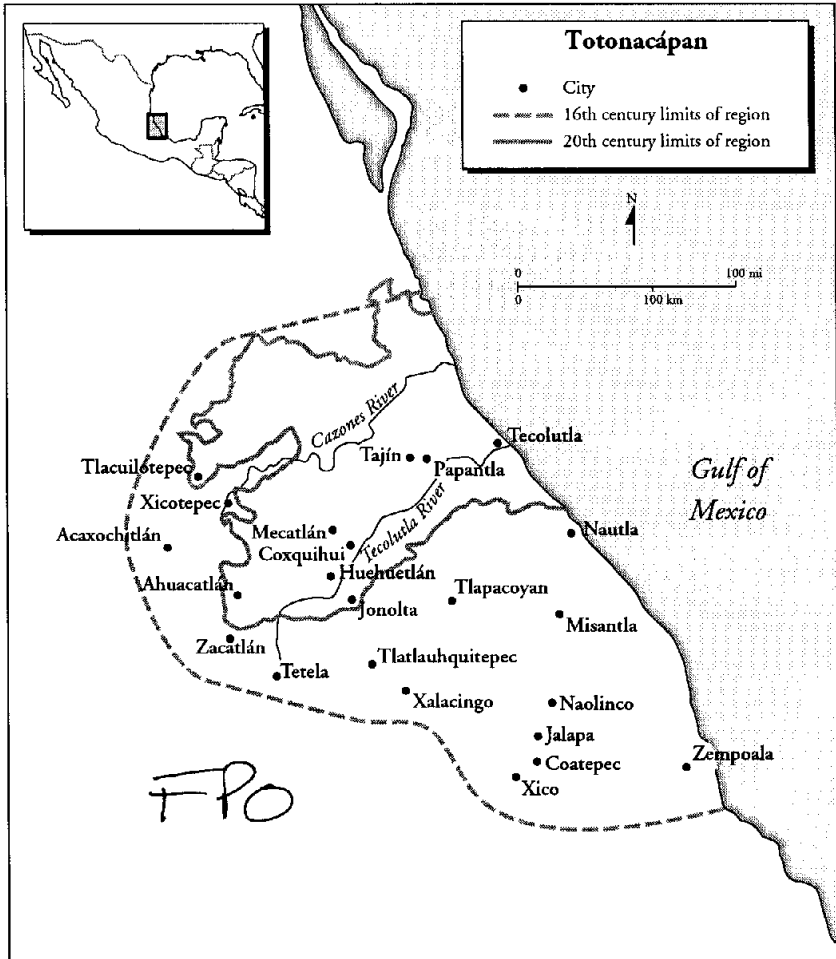 Totonacápan
City
16th century limits of region
20th century limits of region
N
0 100 mi
0 100 km
Cazones River
Tecolutla
Tajín
Papantla
Tlacuilotepec
Gulf of
Mexico
Xicotepec
Tecolutla River
Mecatlán
Nautla
Acaxochitlán
Coxquihui
Huehuetlán
Ahuacatlán
Tlapacoyan
Jonolta
Misantla
Zacatlán
Tlatlauhquitepec
Tetela
Xalacingo
Naolinco
Jalapa
Zempoala
Coatepec
Xico
FPO